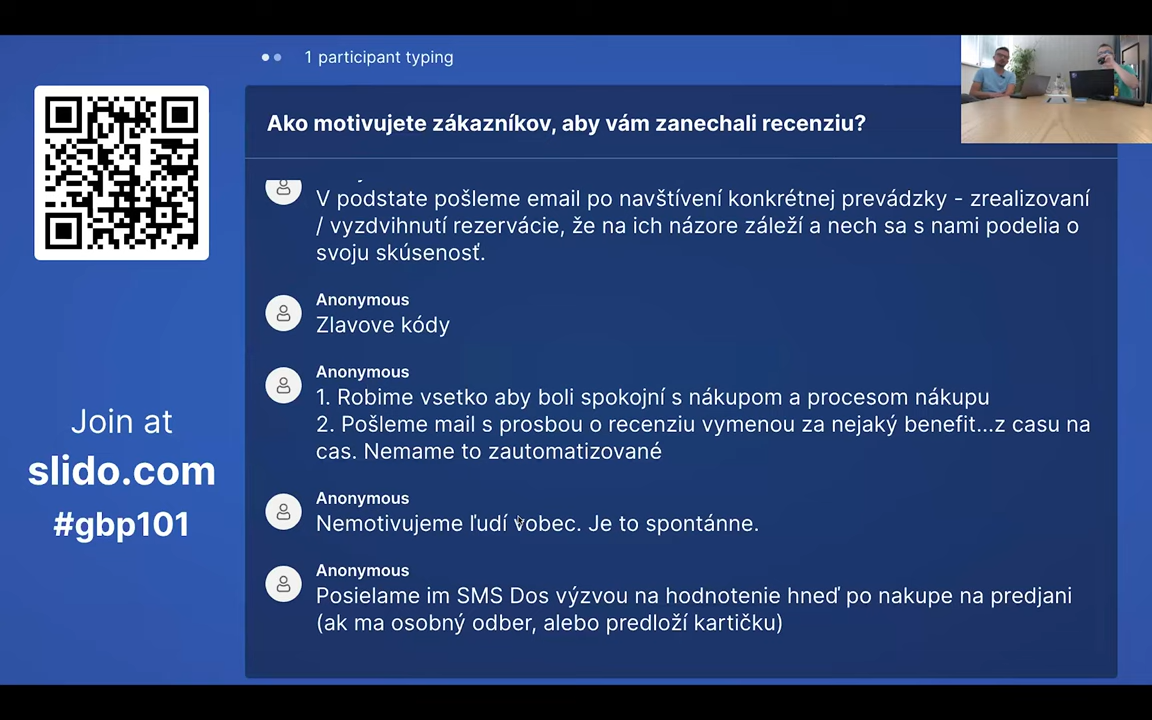 1 participant typing
Ako motivujete zákazníkov, aby vám zanechali recenziu?
V podstate pošleme email po navštívení konkrétnej prevádzky - zrealizovaní
/ vyzdvihnutí rezervácie, že na ich názore záleží a nech sa s nami podelia o
svoju skúsenosť.
Anonymous
Zlavove kódy
Anonymous
1. Robime vsetko aby boli spokojní s nákupom a procesom nákupu
2. Pošleme mail s prosbou o recenziu vymenou za nejaký benefit...z casu na
cas. Nemame to zautomatizované
Anonymous
Nemotivujeme ľudí vobec. Je to spontánne.
Anonymous
Posielame im SMS Dos výzvou na hodnotenie hneď po nakupe na predjani
(ak ma osobný odber, alebo predloží kartičku)
Join at
slido.com
#gbp101